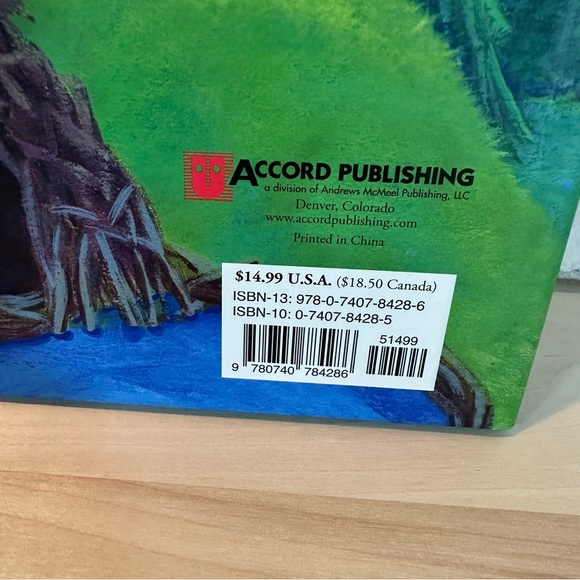 ACCORD PUBLISHING
a division of Andrews McMeel Publishing, LLC
Denver, Colorado
www.accordpublishing.com
Printed in China
$14.99 U.S.A. ($18.50 Canada)
ISBN-13: 978-0-7407-8428-6
ISBN-10: 0-7407-8428-5
51499
9 780740 784286